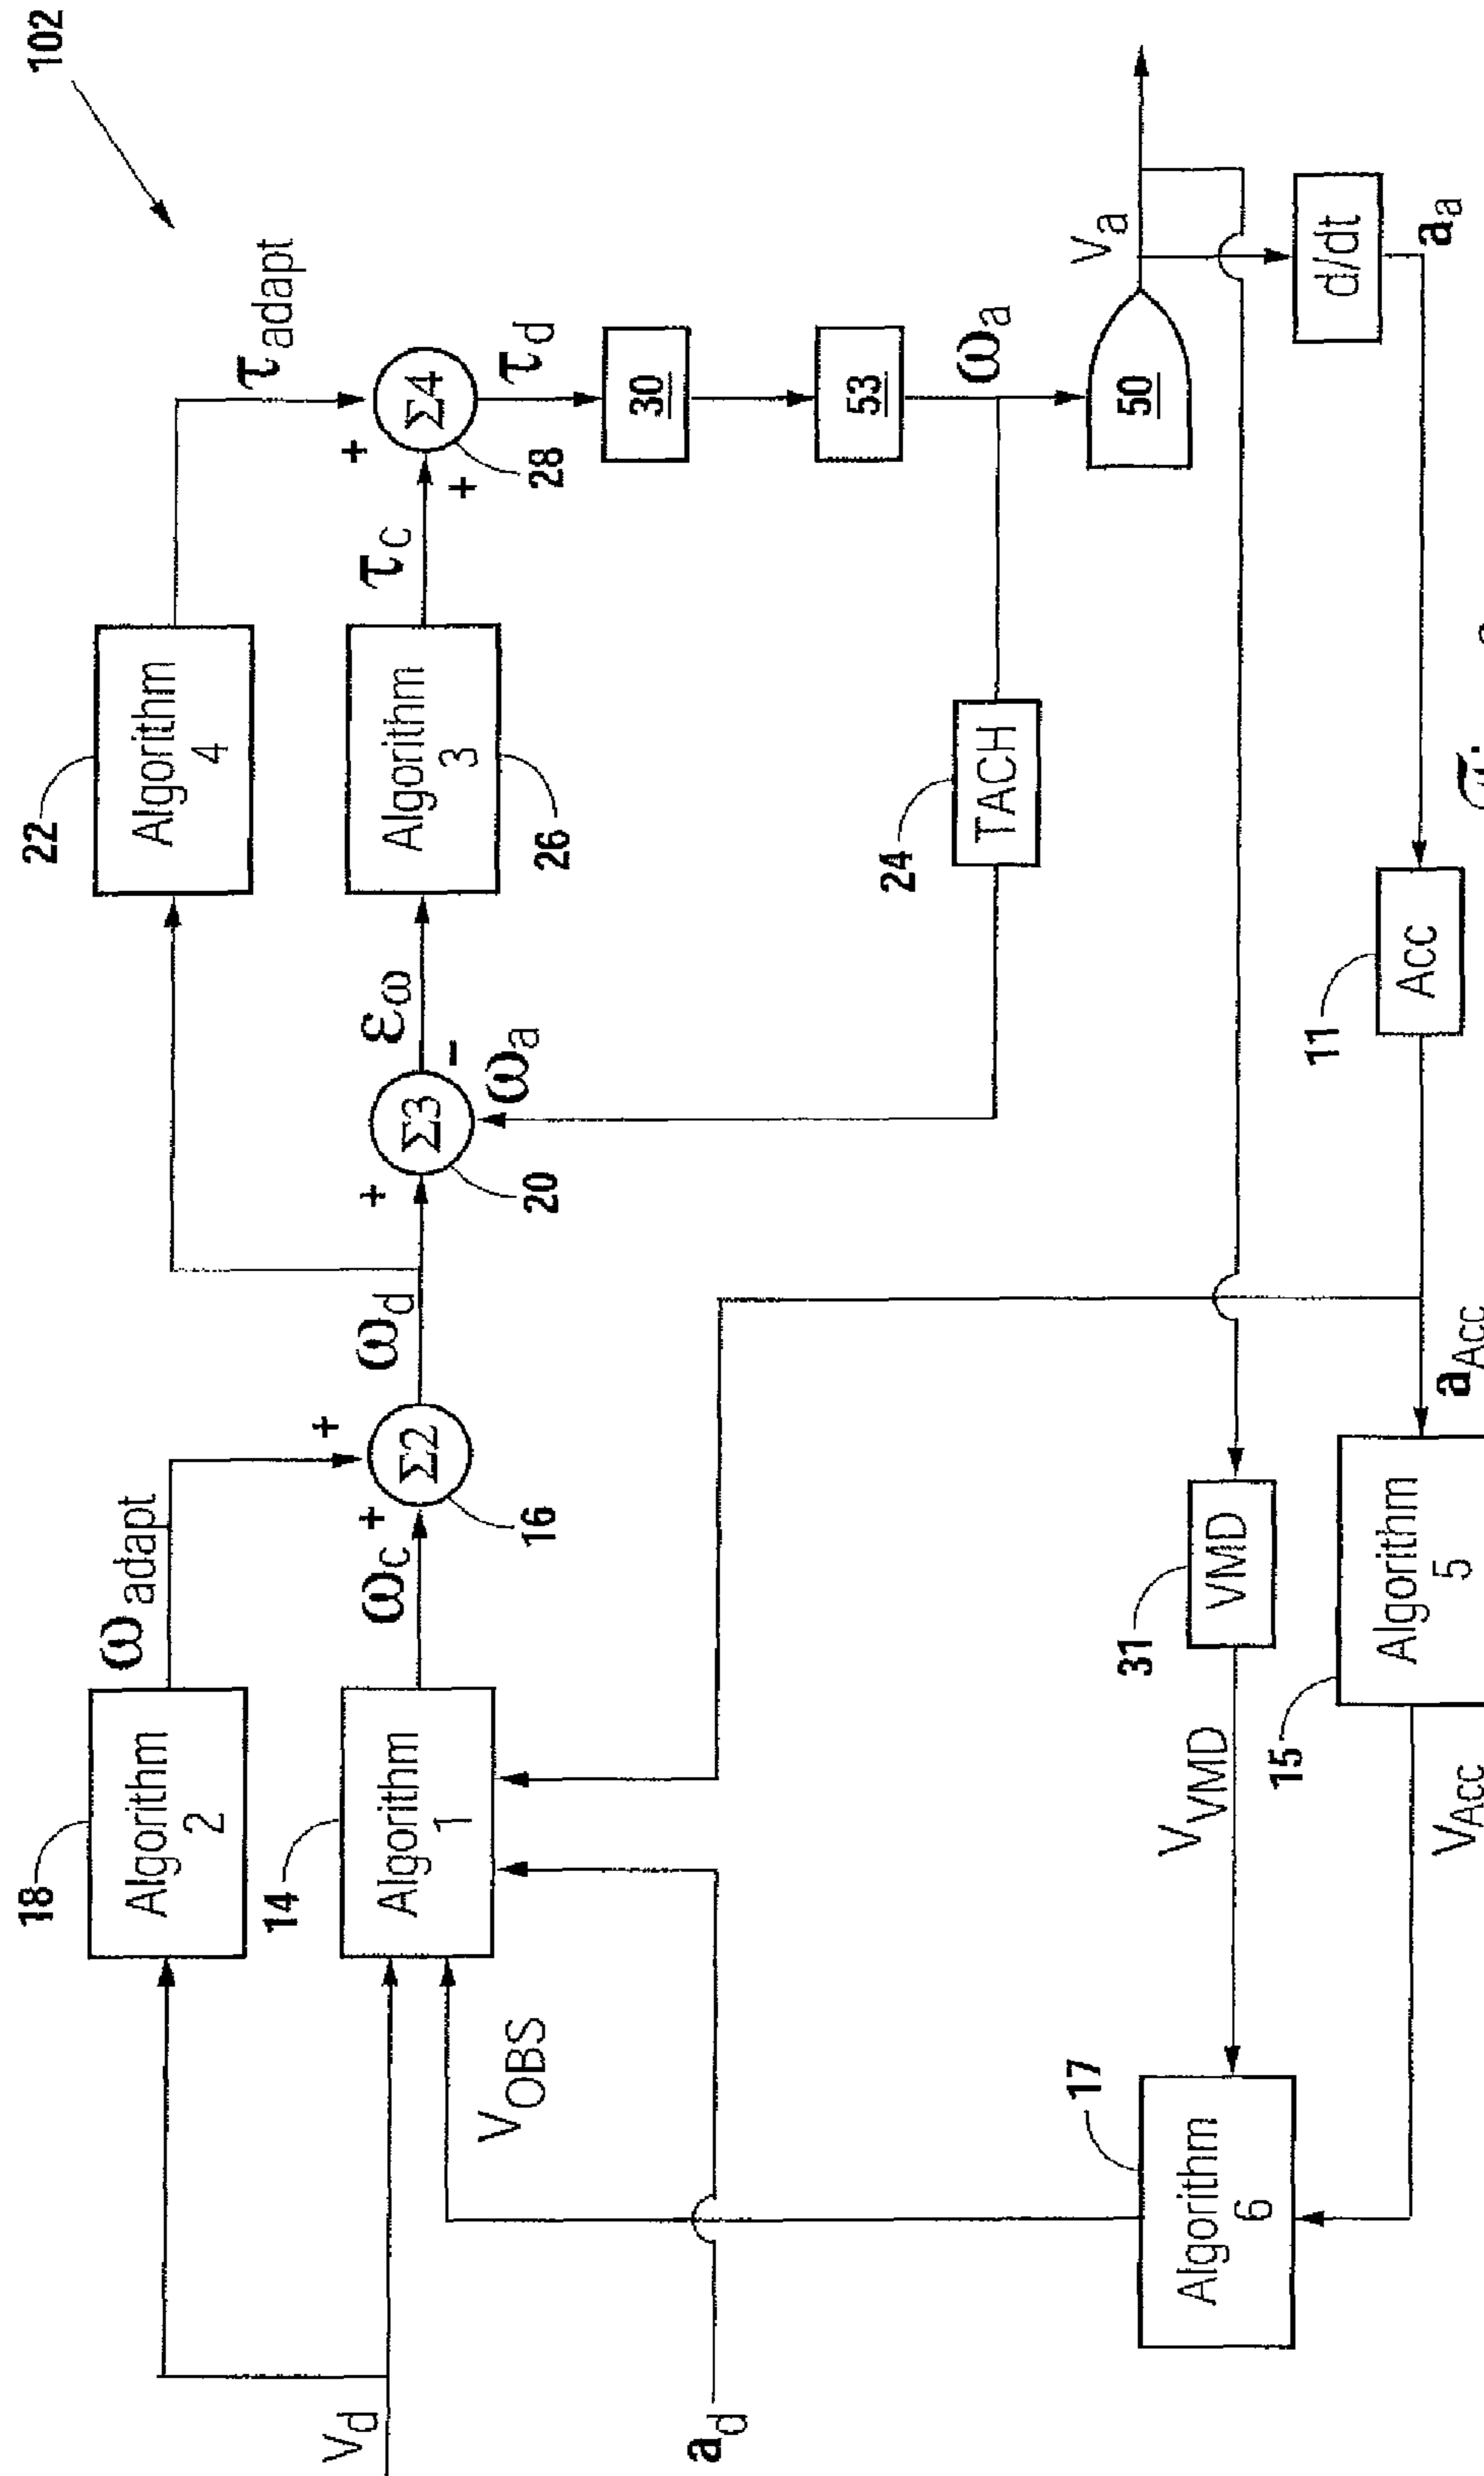 102
22
Algorithm
4
τadapt
18
Algorithm
2
ωadapt
+
Σ2
+
16
14
Algorithm
1
ωc
ωd
+
Σ3
−
20
ωa
εω
Algorithm
3
26
τc
+
Σ4
+
28
τd
30
53
ωa
50
Va
24
TACH
d/dt
aa
Vd
VOBS
ad
17
Algorithm
6
VVMD
31
VMD
15
Algorithm
5
VAcc
aAcc
11
Acc